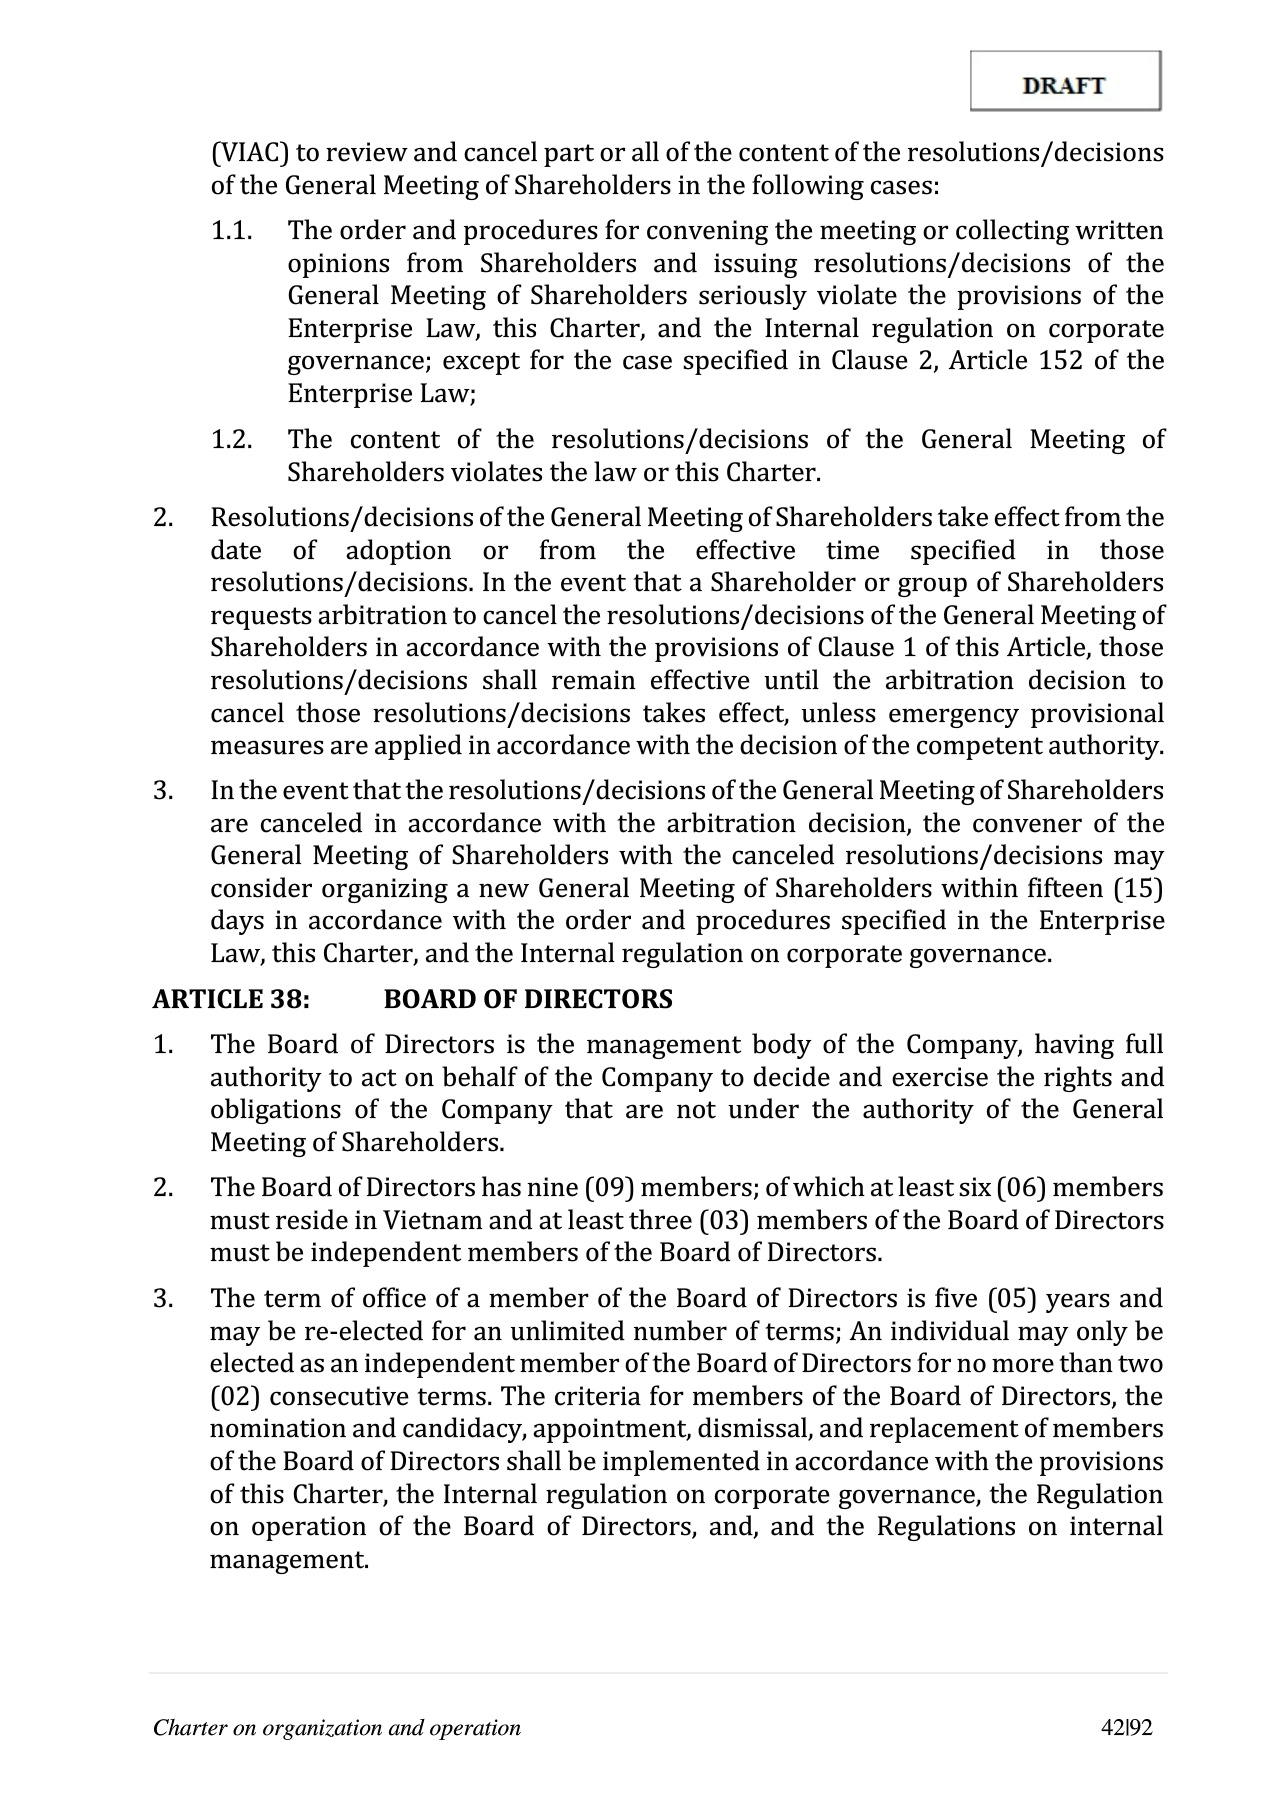 DRAFT
(VIAC) to review and cancel part or all of the content of the resolutions/decisions
of the General Meeting of Shareholders in the following cases:
1.1. The order and procedures for convening the meeting or collecting written
opinions from Shareholders and issuing resolutions/decisions of the
General Meeting of Shareholders seriously violate the provisions of the
Enterprise Law, this Charter, and the Internal regulation on corporate
governance; except for the case specified in Clause 2, Article 152 of the
Enterprise Law;
1.2. The content of the resolutions/decisions of the General Meeting of
Shareholders violates the law or this Charter.
2. Resolutions/decisions of the General Meeting of Shareholders take effect from the
date of adoption or from the effective time specified in those
resolutions/decisions. In the event that a Shareholder or group of Shareholders
requests arbitration to cancel the resolutions/decisions of the General Meeting of
Shareholders in accordance with the provisions of Clause 1 of this Article, those
resolutions/decisions shall remain effective until the arbitration decision to
cancel those resolutions/decisions takes effect, unless emergency provisional
measures are applied in accordance with the decision of the competent authority.
3. In the event that the resolutions/decisions of the General Meeting of Shareholders
are canceled in accordance with the arbitration decision, the convener of the
General Meeting of Shareholders with the canceled resolutions/decisions may
consider organizing a new General Meeting of Shareholders within fifteen (15)
days in accordance with the order and procedures specified in the Enterprise
Law, this Charter, and the Internal regulation on corporate governance.
ARTICLE 38: BOARD OF DIRECTORS
1. The Board of Directors is the management body of the Company, having full
authority to act on behalf of the Company to decide and exercise the rights and
obligations of the Company that are not under the authority of the General
Meeting of Shareholders.
2. The Board of Directors has nine (09) members; of which at least six (06) members
must reside in Vietnam and at least three (03) members of the Board of Directors
must be independent members of the Board of Directors.
3. The term of office of a member of the Board of Directors is five (05) years and
may be re-elected for an unlimited number of terms; An individual may only be
elected as an independent member of the Board of Directors for no more than two
(02) consecutive terms. The criteria for members of the Board of Directors, the
nomination and candidacy, appointment, dismissal, and replacement of members
of the Board of Directors shall be implemented in accordance with the provisions
of this Charter, the Internal regulation on corporate governance, the Regulation
on operation of the Board of Directors, and, and the Regulations on internal
management.
Charter on organization and operation 42|92